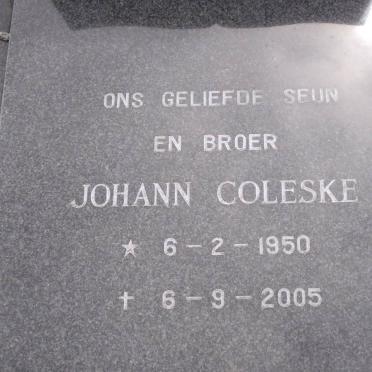 ONS GELIEFDE SEUN
EN BROER
JOHANN COLESKE
★ 6-2-1950
✝ 6-9-2005